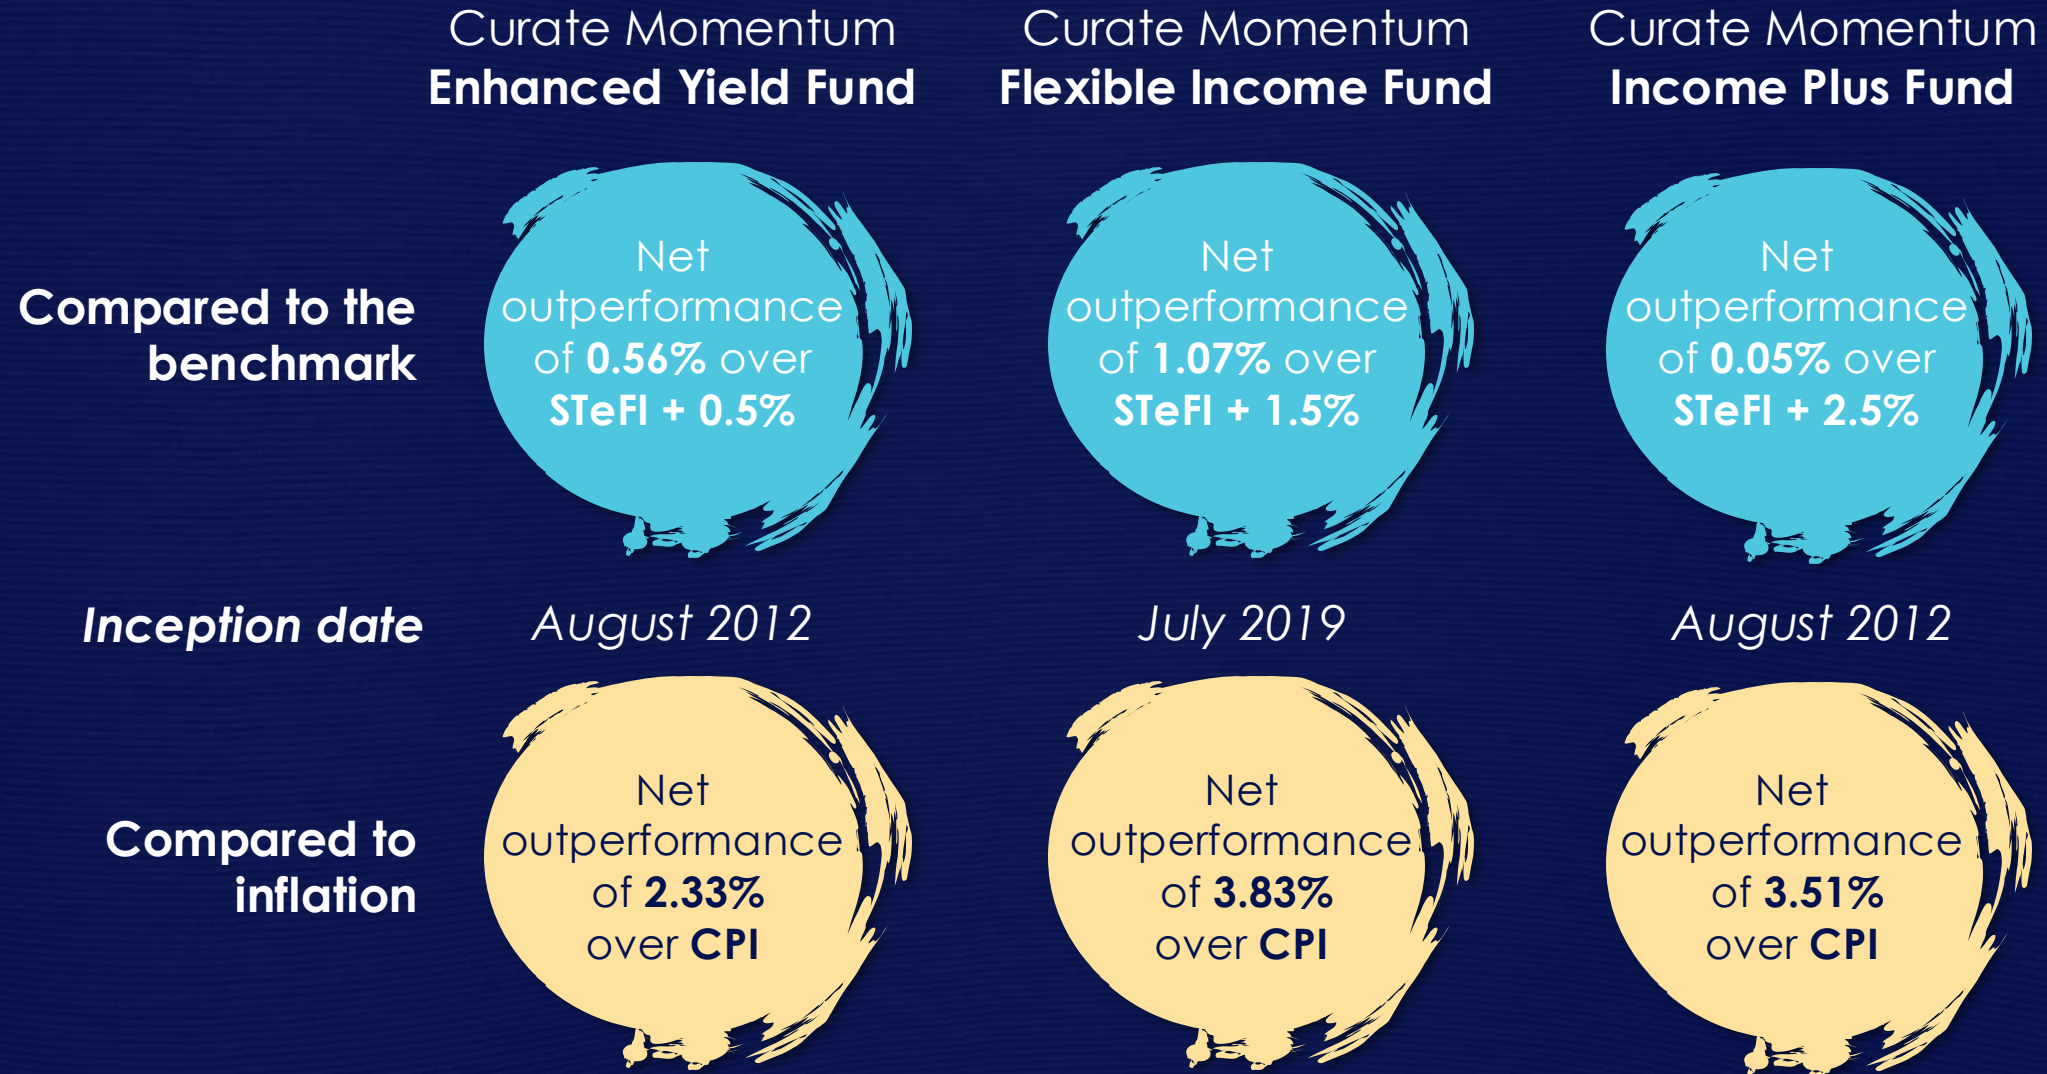 Curate Momentum
Enhanced Yield Fund
Curate Momentum
Flexible Income Fund
Curate Momentum
Income Plus Fund
Compared to the
benchmark
Net
outperformance
of 0.56% over
STeFI + 0.5%
Net
outperformance
of 1.07% over
STeFI + 1.5%
Net
outperformance
of 0.05% over
STeFI + 2.5%
Inception date
August 2012
July 2019
August 2012
Compared to
inflation
Net
outperformance
of 2.33%
over CPI
Net
outperformance
of 3.83%
over CPI
Net
outperformance
of 3.51%
over CPI